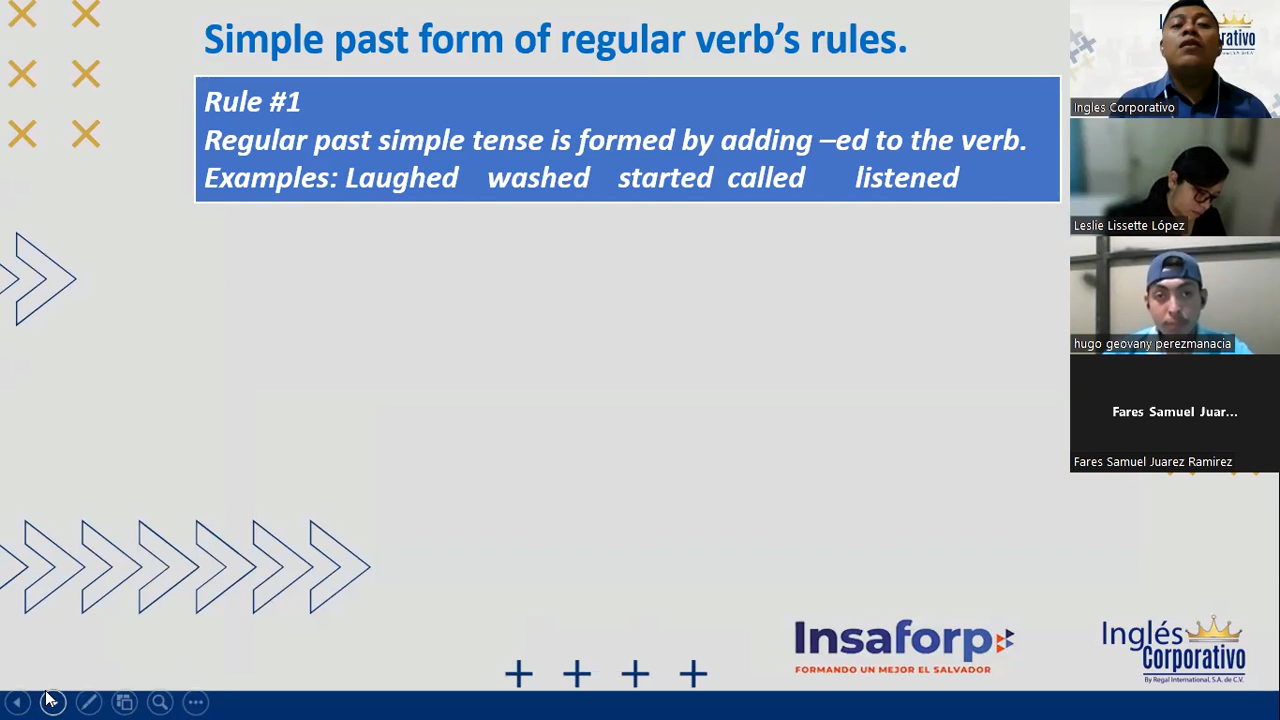 Simple past form of regular verb's rules.
Rule #1
Regular past simple tense is formed by adding –ed to the verb.
Examples: Laughed washed started called listened
Inglés Corporativo
Ingles Corporativo
Leslie Lissette López
hugo geovany perezmanacia
Fares Samuel Juar...
Fares Samuel Juarez Ramirez
Insaforp
FORMANDO UN MEJOR EL SALVADOR
Inglés
Corporativo
By Regal International, S.A. de C.V.